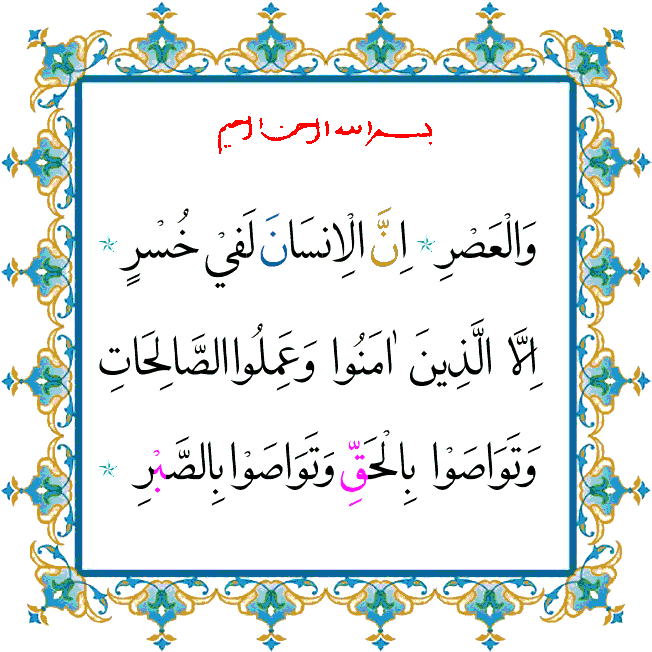 بسم الله الرحمن الرحيم
وَالْعَصْرِ * اِنَّ الْاِنسَانَ لَفيْ خُسْرٍ *
اِلَّا الَّذِينَ اٰمَنُوا وَعَمِلُوا الصَّالِحَاتِ
وَتَوَاصَوْا بِالْحَقِّ وَتَوَاصَوْا بِالصَّبْرِ *